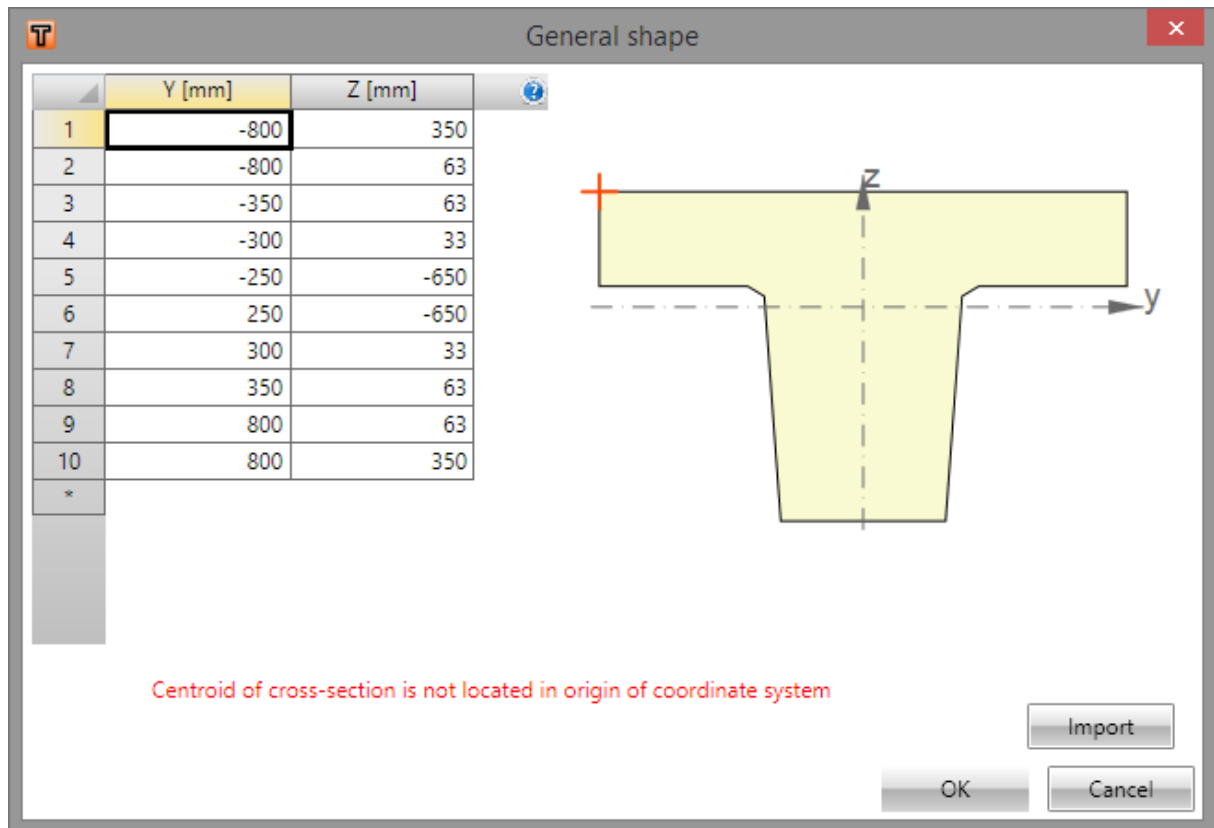 T General shape ×
Y [mm] Z [mm] ?
1 -800 350
2 -800 63
3 -350 63
4 -300 33
5 -250 -650
6 250 -650
7 300 33
8 350 63
9 800 63
10 800 350
*
z
y
Centroid of cross-section is not located in origin of coordinate system
Import
OK Cancel